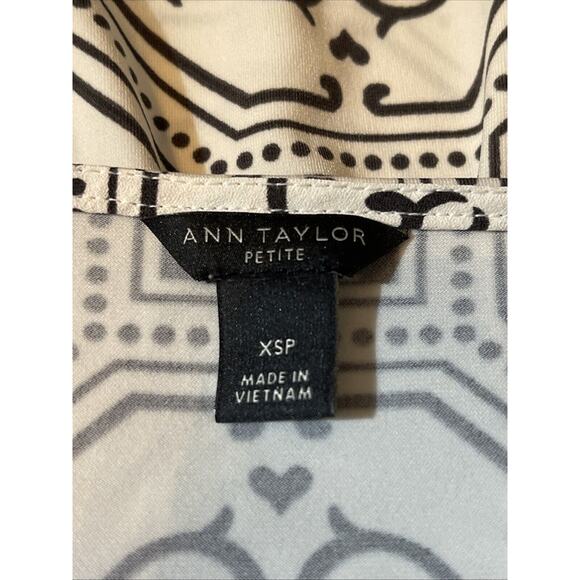 ANN TAYLOR
PETITE
XSP
MADE IN
VIETNAM